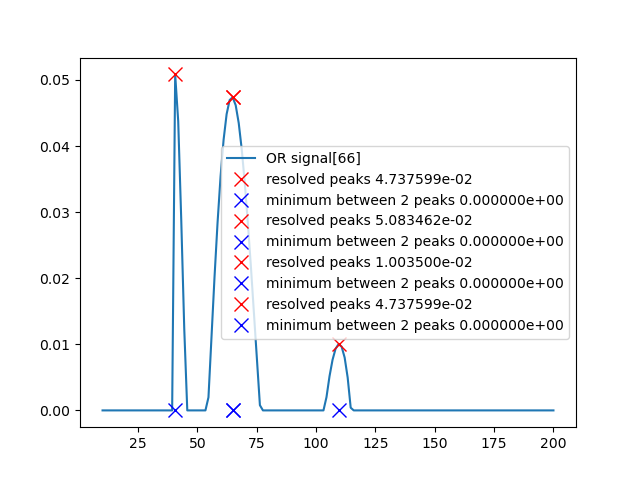 0.05
0.04
0.03
0.02
0.01
0.00
OR signal[66]
resolved peaks 4.737599e-02
minimum between 2 peaks 0.000000e+00
resolved peaks 5.083462e-02
minimum between 2 peaks 0.000000e+00
resolved peaks 1.003500e-02
minimum between 2 peaks 0.000000e+00
resolved peaks 4.737599e-02
minimum between 2 peaks 0.000000e+00
25 50 75 100 125 150 175 200